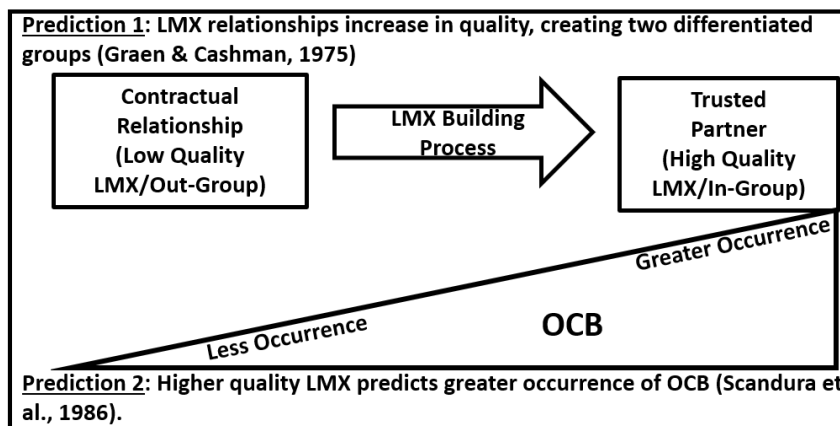 Prediction 1: LMX relationships increase in quality, creating two differentiated
groups (Graen & Cashman, 1975)
Contractual
Relationship
(Low Quality
LMX/Out-Group)
LMX Building
Process
Trusted
Partner
(High Quality
LMX/In-Group)
Greater Occurrence
Less Occurrence
OCB
Prediction 2: Higher quality LMX predicts greater occurrence of OCB (Scandura et
al., 1986).